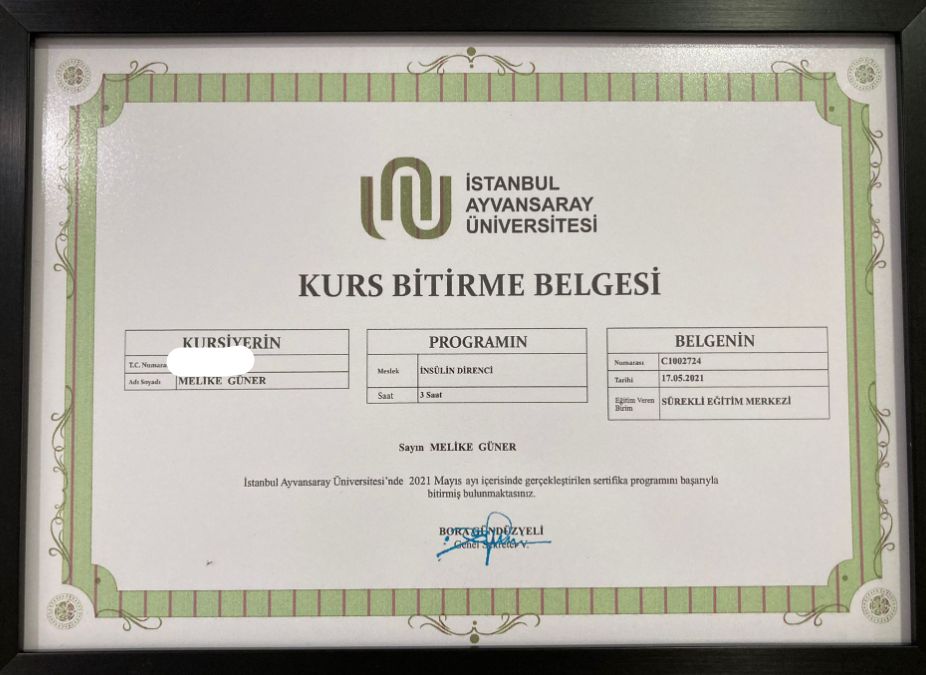 İSTANBUL
AYVANSARAY
ÜNİVERSİTESİ
KURS BİTİRME BELGESİ
KURSİYERİN
T.C. Numarası
Adı Soyadı MELİKE GÜNER
PROGRAMIN
Meslek İNSÜLİN DİRENCİ
Saat 3 Saat
BELGENİN
Numarası C1002724
Tarihi 17.05.2021
Eğitim Veren Birim SÜREKLİ EĞİTİM MERKEZİ
Sayın MELİKE GÜNER
İstanbul Ayvansaray Üniversitesi'nde 2021 Mayıs ayı içerisinde gerçekleştirilen sertifika programını başarıyla
bitirmiş bulunmaktasınız.
BORA GÜNDÜZYELİ
Genel Sekreter V.